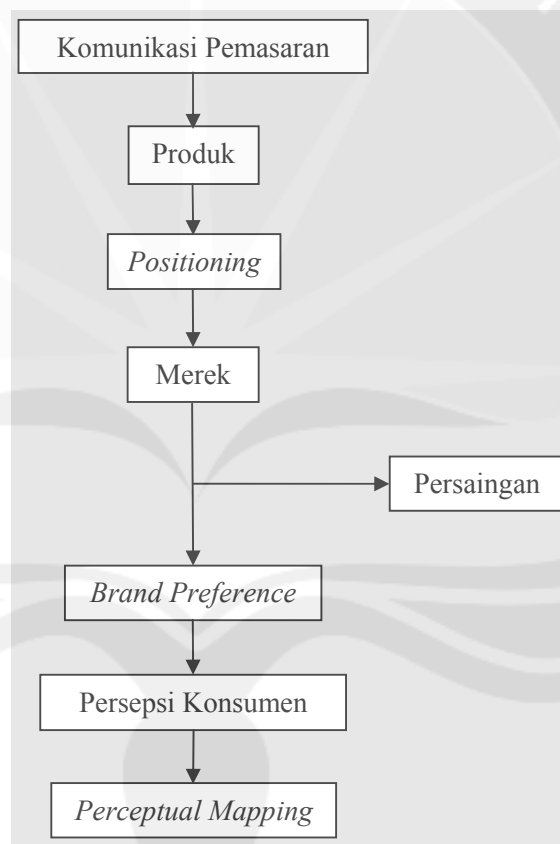 Komunikasi Pemasaran
Produk
Positioning
Merek
Persaingan
Brand Preference
Persepsi Konsumen
Perceptual Mapping